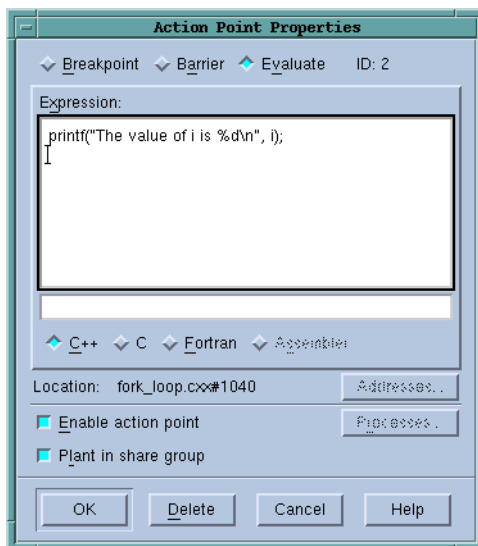 Action Point Properties
Breakpoint Barrier Evaluate ID: 2
Expression:
printf("The value of i is %d\n", i);
C++ C Fortran Assembler
Location: fork_loop.cxx#1040 Addresses..
Enable action point Processes.
Plant in share group
OK Delete Cancel Help